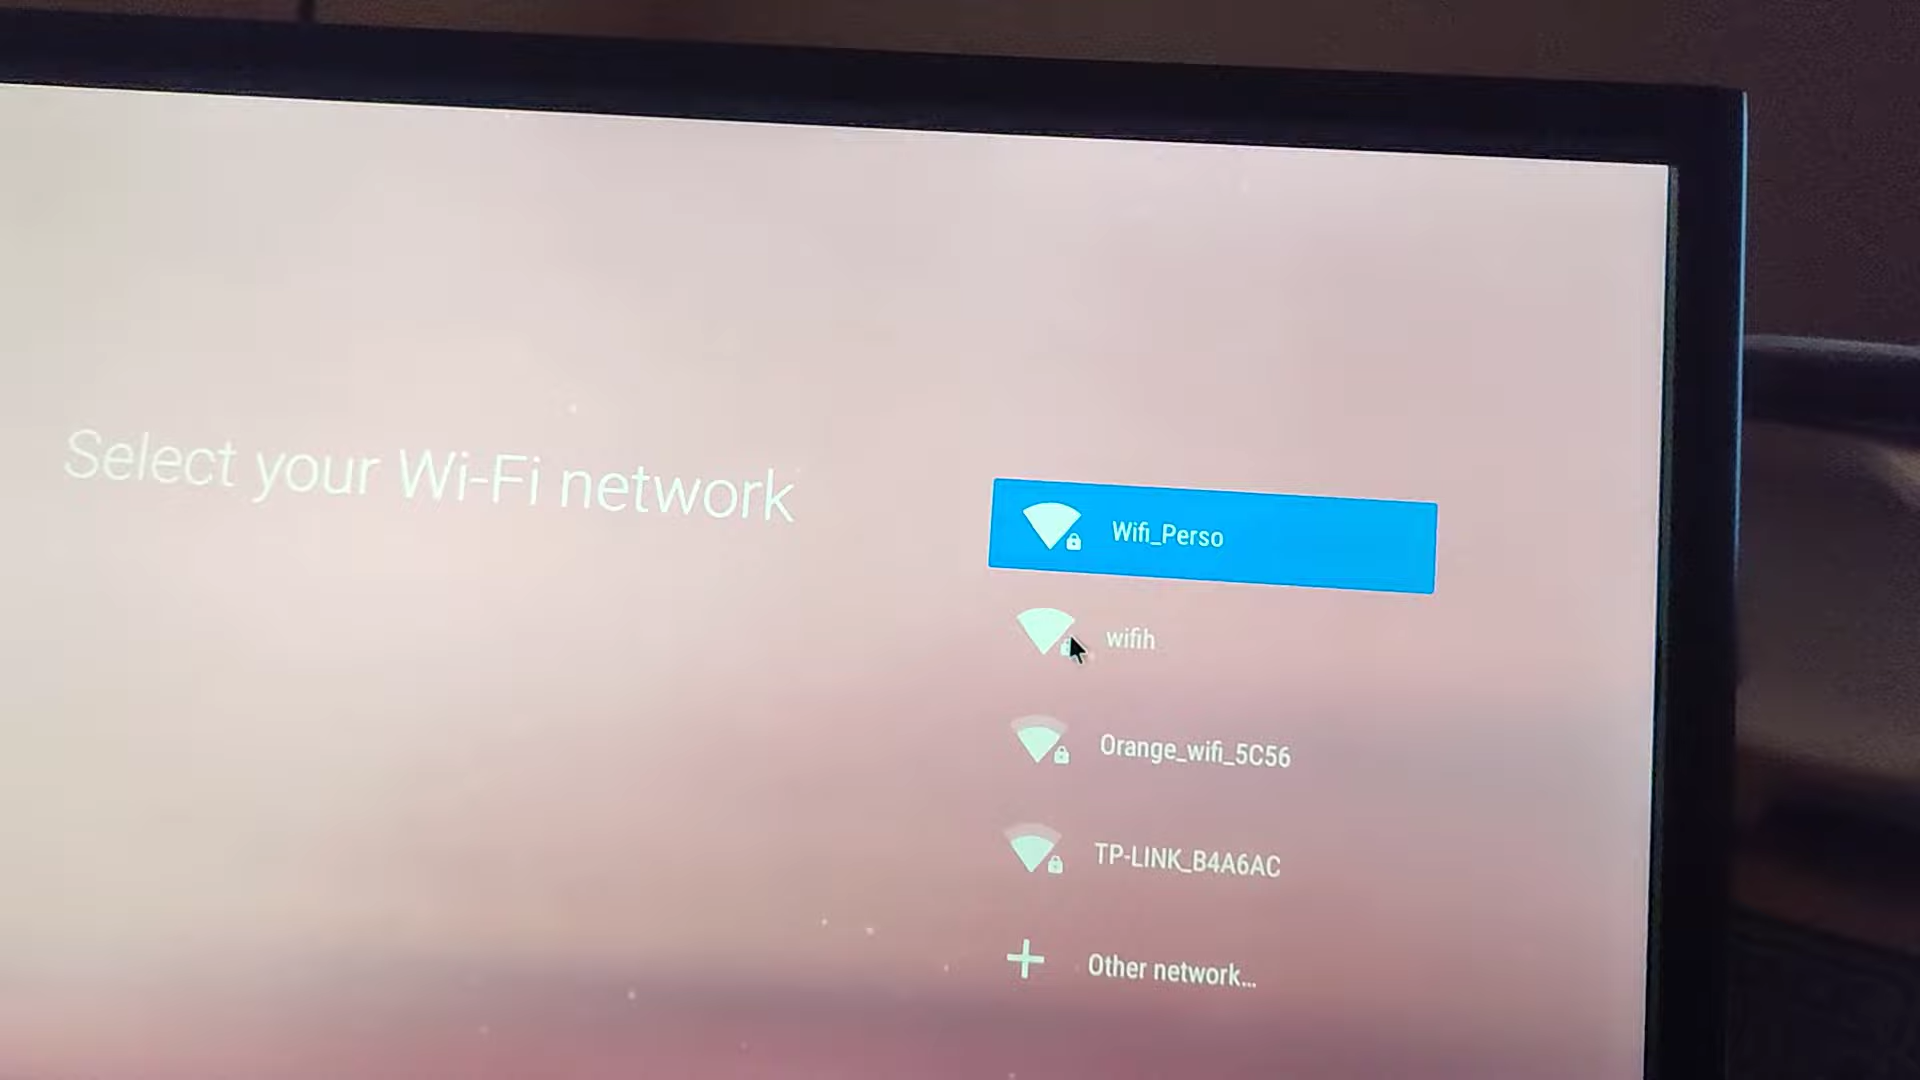 Select your Wi-Fi network
Wifi_Perso
wifih
Orange_wifi_5C56
TP-LINK_B4A6AC
Other network...